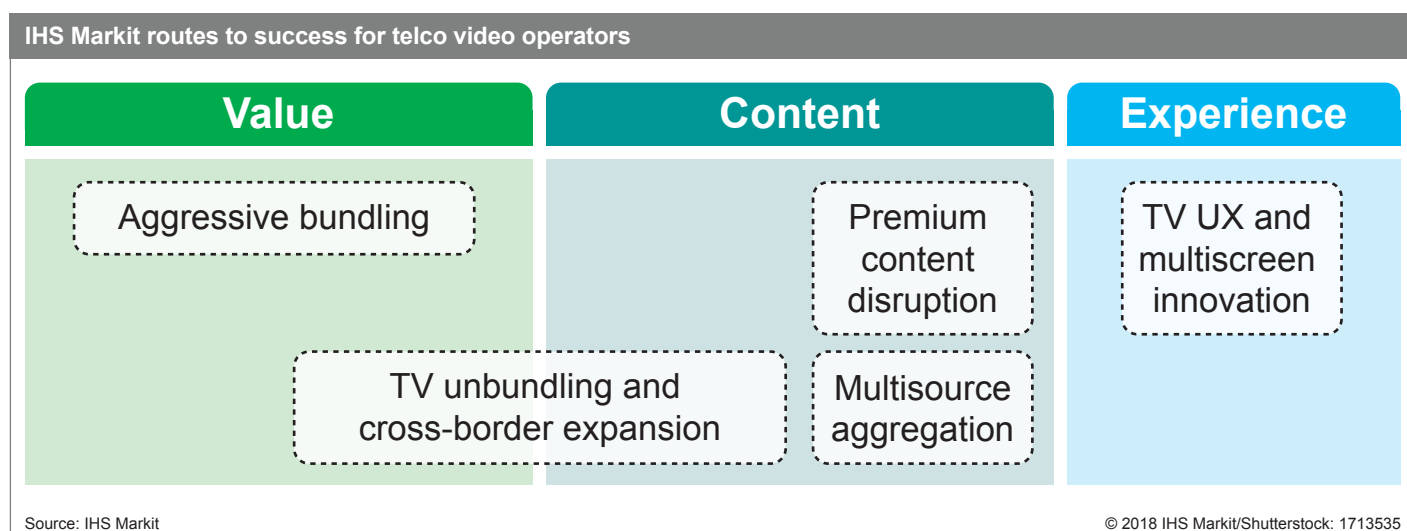 IHS Markit routes to success for telco video operators
Value
Content
Experience
Aggressive bundling
Premium
content
disruption
TV UX and
multiscreen
innovation
TV unbundling and
cross-border expansion
Multisource
aggregation
Source: IHS Markit
© 2018 IHS Markit/Shutterstock: 1713535